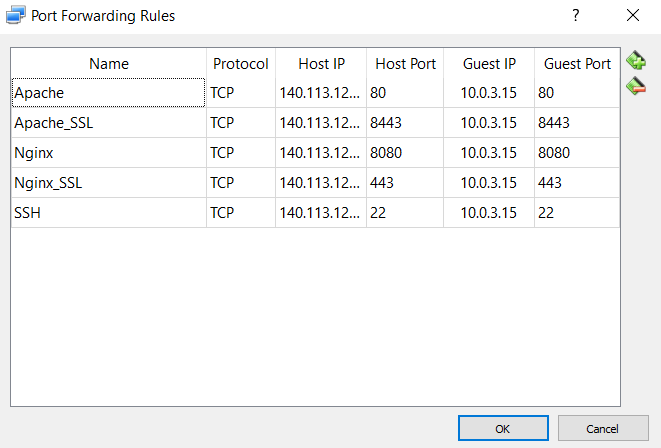 Port Forwarding Rules ?
Name Protocol Host IP Host Port Guest IP Guest Port
Apache TCP 140.113.12... 80 10.0.3.15 80
Apache_SSL TCP 140.113.12... 8443 10.0.3.15 8443
Nginx TCP 140.113.12... 8080 10.0.3.15 8080
Nginx_SSL TCP 140.113.12... 443 10.0.3.15 443
SSH TCP 140.113.12... 22 10.0.3.15 22
OK Cancel